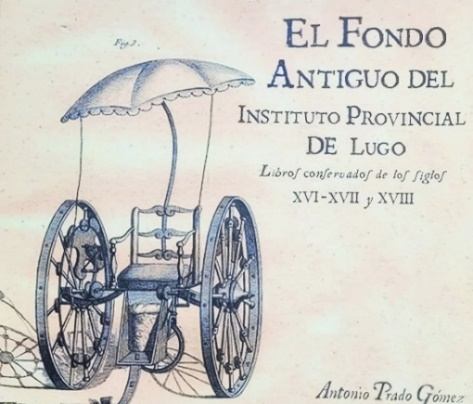 Fig. 3.
EL FONDO
ANTIGUO DEL
INSTITUTO PROVINCIAL
DE LUGO
Libros conſervados de loſ ſigloſ
XVI-XVII y XVIII
Antonio Prado Gómez